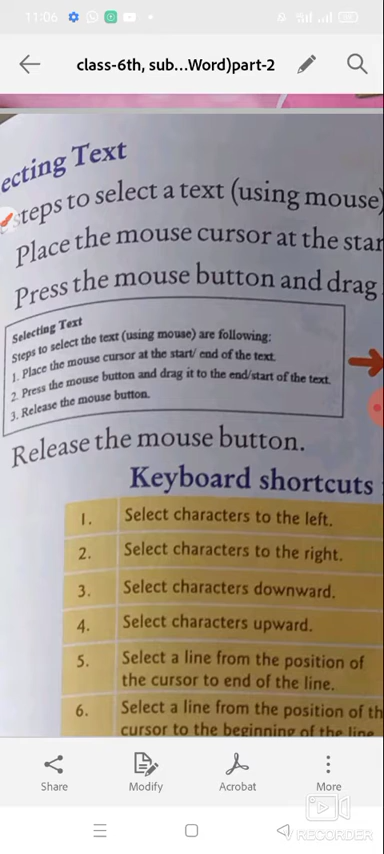 11:06
class-6th, sub...Word)part-2
ecting Text
steps to select a text (using mouse)
Place the mouse cursor at the star
Press the mouse button and drag
Selecting Text
Steps to select the text (using mouse) are following:
1. Place the mouse cursor at the start/ end of the text.
2. Press the mouse button and drag it to the end/start of the text.
3. Release the mouse button.
Release the mouse button.
Keyboard shortcuts
1. Select characters to the left.
2. Select characters to the right.
3. Select characters downward.
4. Select characters upward.
5. Select a line from the position of
the cursor to end of the line.
6. Select a line from the position of th
cursor to the beginning of the line
Share
Modify
Acrobat
More
RECORDER